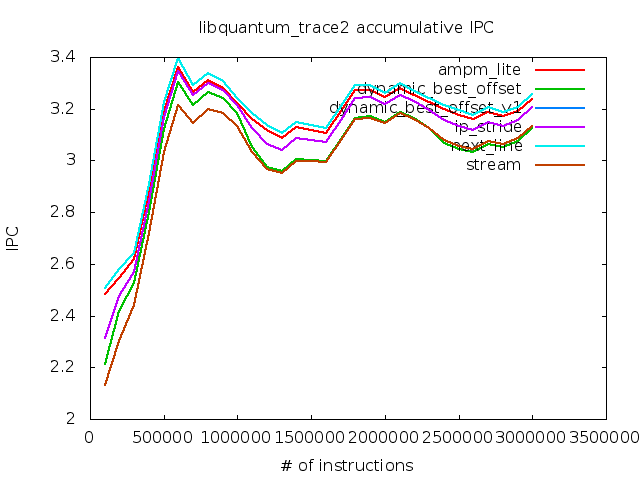 libquantum_trace2 accumulative IPC
3.4
3.2
3
2.8
2.6
2.4
2.2
2
IPC
ampm_lite
dynamic_best_offset
dynamic_best_offset_v1
ip_stride
next_line
stream
0 500000 1000000 1500000 2000000 2500000 3000000 3500000
# of instructions